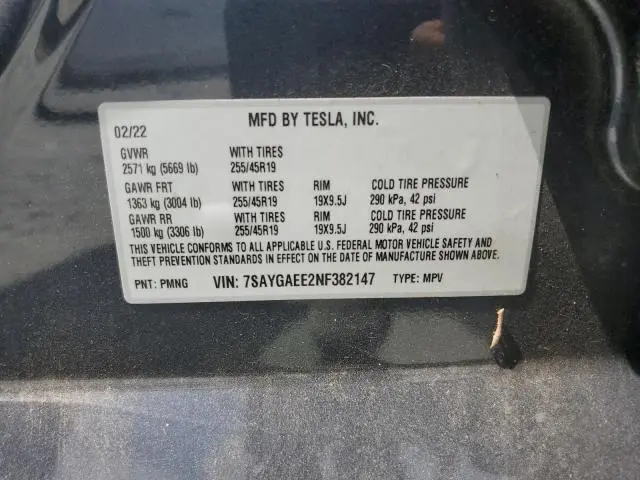 MFD BY TESLA, INC.
02/22
GVWR WITH TIRES
2571 kg (5669 lb) 255/45R19
GAWR FRT WITH TIRES RIM COLD TIRE PRESSURE
1363 kg (3004 lb) 255/45R19 19X9.5J 290 kPa, 42 psi
GAWR RR WITH TIRES RIM COLD TIRE PRESSURE
1500 kg (3306 lb) 255/45R19 19X9.5J 290 kPa, 42 psi
THIS VEHICLE CONFORMS TO ALL APPLICABLE U.S. FEDERAL MOTOR VEHICLE SAFETY AND
THEFT PREVENTION STANDARDS IN EFFECT ON THE DATE OF MANUFACTURE SHOWN ABOVE.
PNT: PMNG VIN: 7SAYGAEE2NF382147 TYPE: MPV